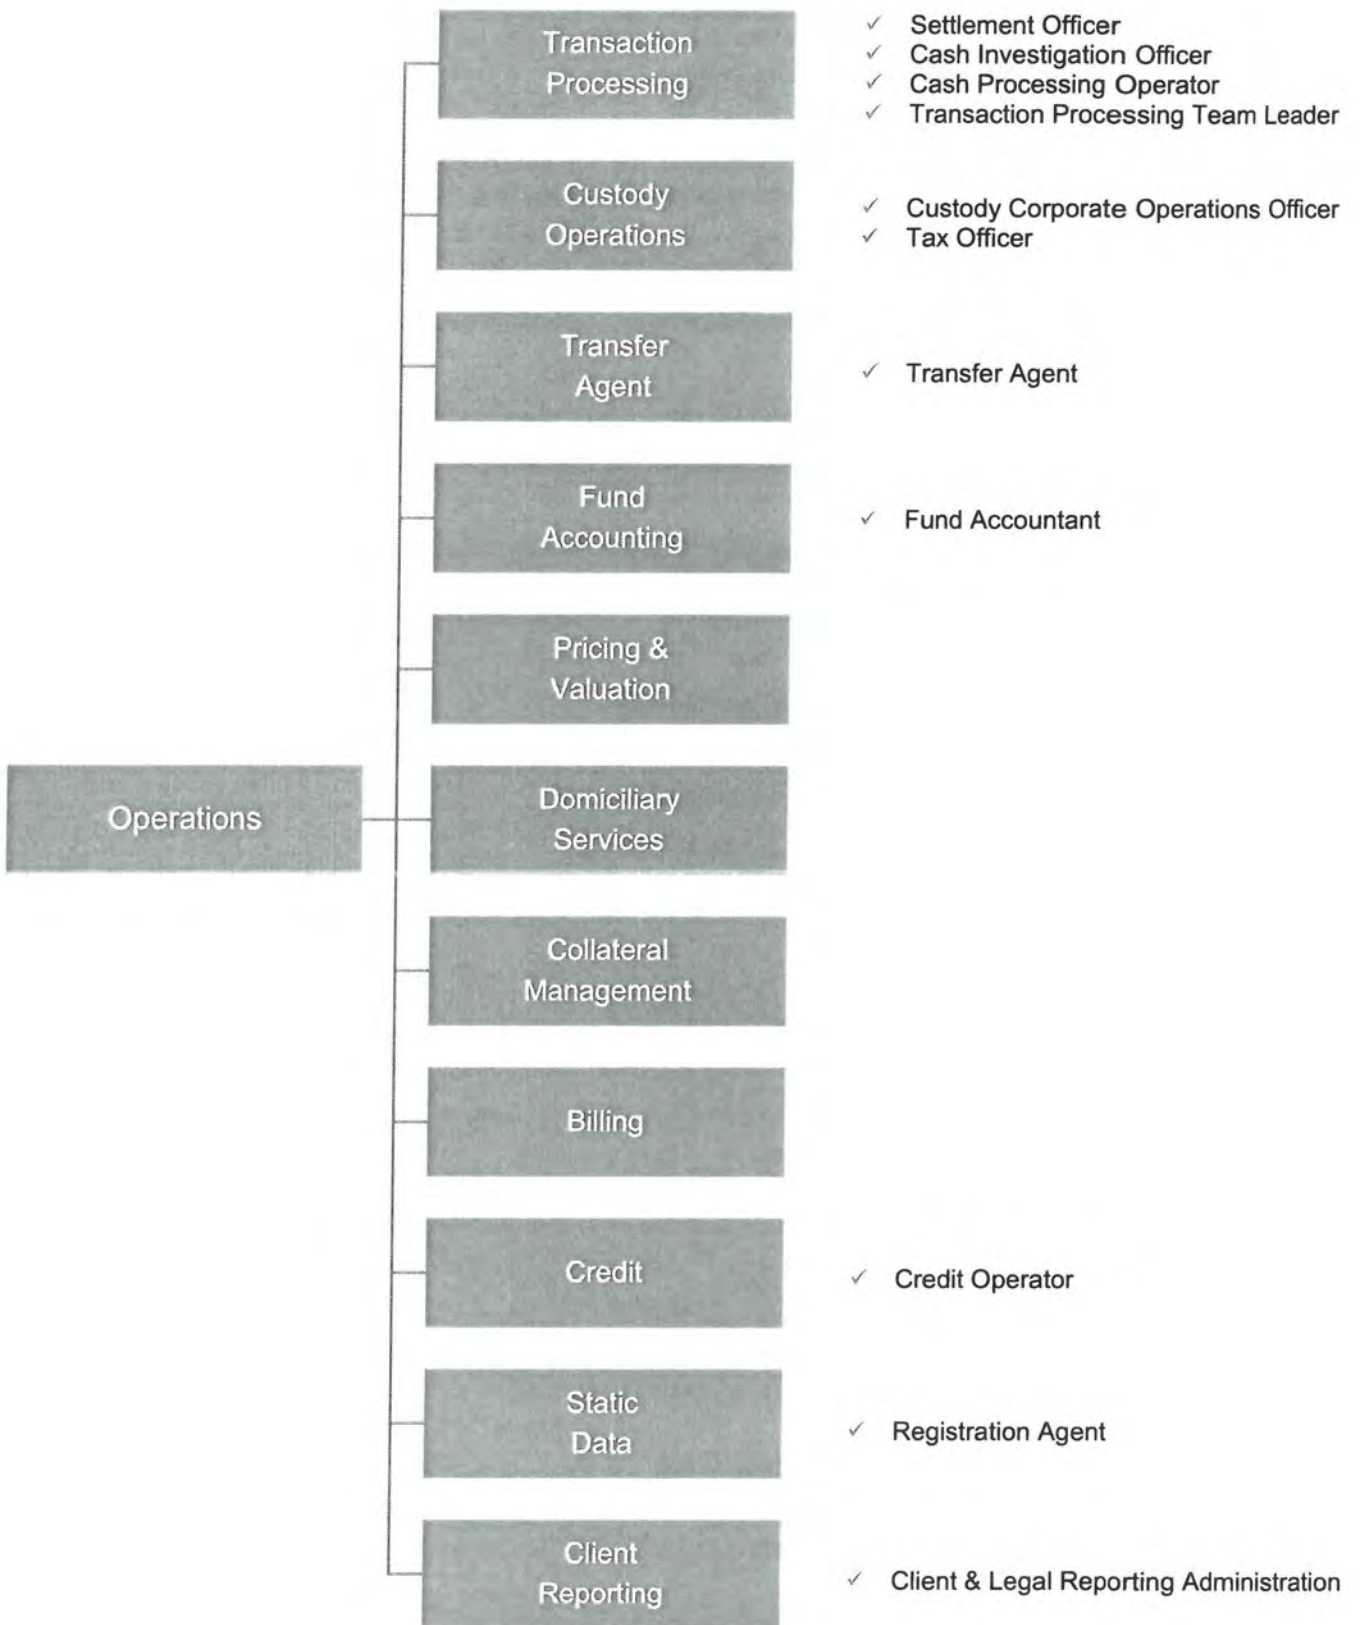 Transaction
Processing
✓ Settlement Officer
✓ Cash Investigation Officer
✓ Cash Processing Operator
✓ Transaction Processing Team Leader
Custody
Operations
✓ Custody Corporate Operations Officer
✓ Tax Officer
Transfer
Agent
✓ Transfer Agent
Fund
Accounting
✓ Fund Accountant
Pricing &
Valuation
Operations
Domiciliary
Services
Collateral
Management
Billing
Credit
✓ Credit Operator
Static
Data
✓ Registration Agent
Client
Reporting
✓ Client & Legal Reporting Administration